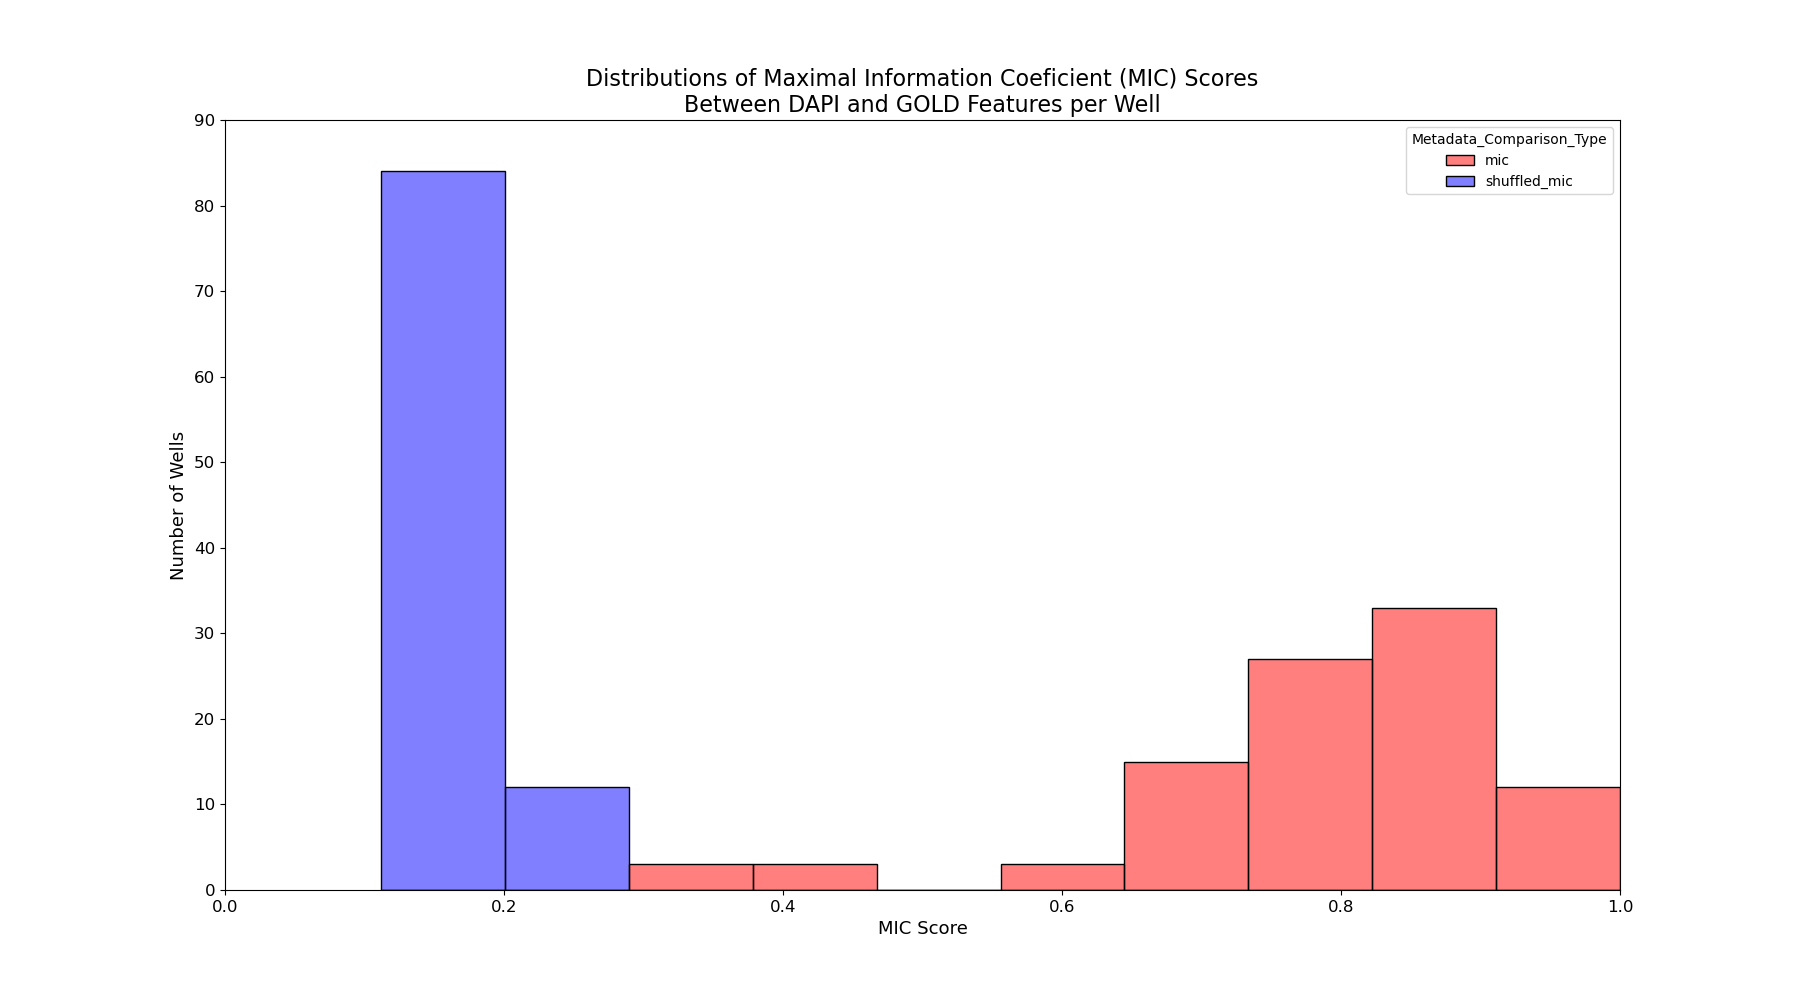 Distributions of Maximal Information Coeficient (MIC) Scores
Between DAPI and GOLD Features per Well
Metadata_Comparison_Type
mic
shuffled_mic
Number of Wells
90
80
70
60
50
40
30
20
10
0
0.0 0.2 0.4 0.6 0.8 1.0
MIC Score